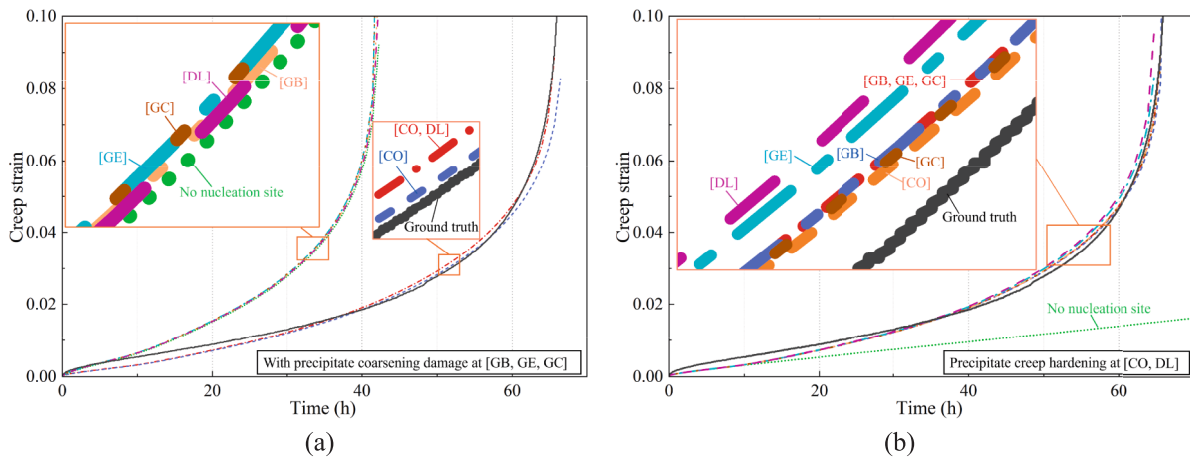 0.10
0.08
0.06
0.04
0.02
0.00
Creep strain
0
20
40
60
Time (h)
[DL]
[GB]
[GC]
[GE]
No nucleation site
[CO, DL]
[CO]
Ground truth
With precipitate coarsening damage at [GB, GE, GC]
(a)
0.10
0.08
0.06
0.04
0.02
0.00
Creep strain
0
20
40
60
Time (h)
[GB, GE, GC]
[GE]
[GB]
[GC]
[CO]
[DL]
Ground truth
No nucleation site
Precipitate creep hardening at [CO, DL]
(b)